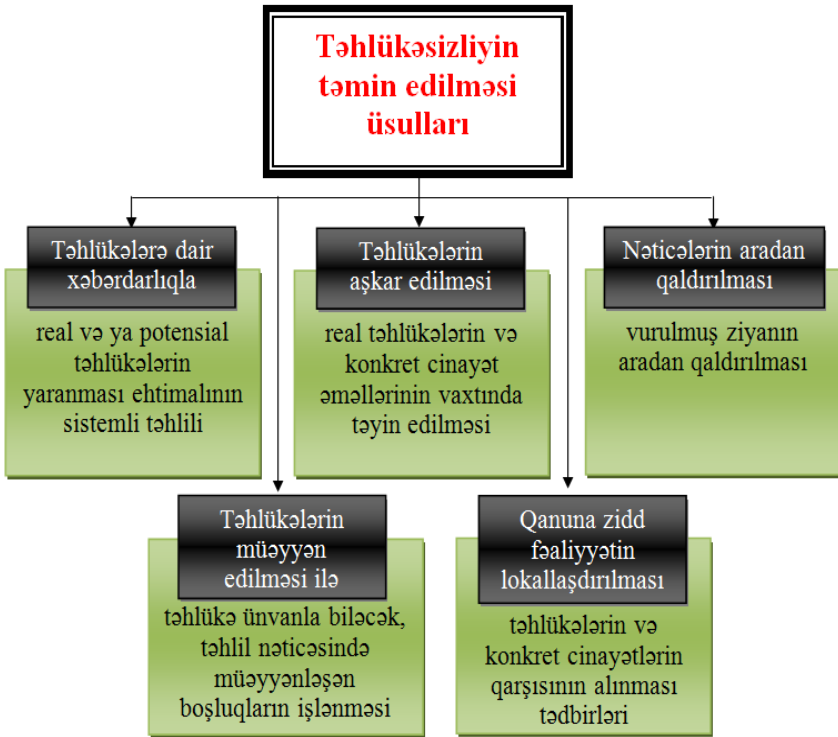 Təhlükəsizliyin
təmin edilməsi
üsulları
Təhlükələrə dair
xəbərdarlıqla
real və ya potensial
təhlükələrin
yaranması ehtimalının
sistemli təhlili
Təhlükələrin
aşkar edilməsi
real təhlükələrin və
konkret cinayət
əməllərinin vaxtında
təyin edilməsi
Nəticələrin aradan
qaldırılması
vurulmuş ziyanın
aradan qaldırılması
Təhlükələrin
müəyyən
edilməsi ilə
təhlükə ünvanla biləcək,
təhlil nəticəsində
müəyyənləşən
boşluqların işlənməsi
Qanuna zidd
fəaliyyətin
lokallaşdırılması
təhlükələrin və
konkret cinayətlərin
qarşısının alınması
tədbirləri